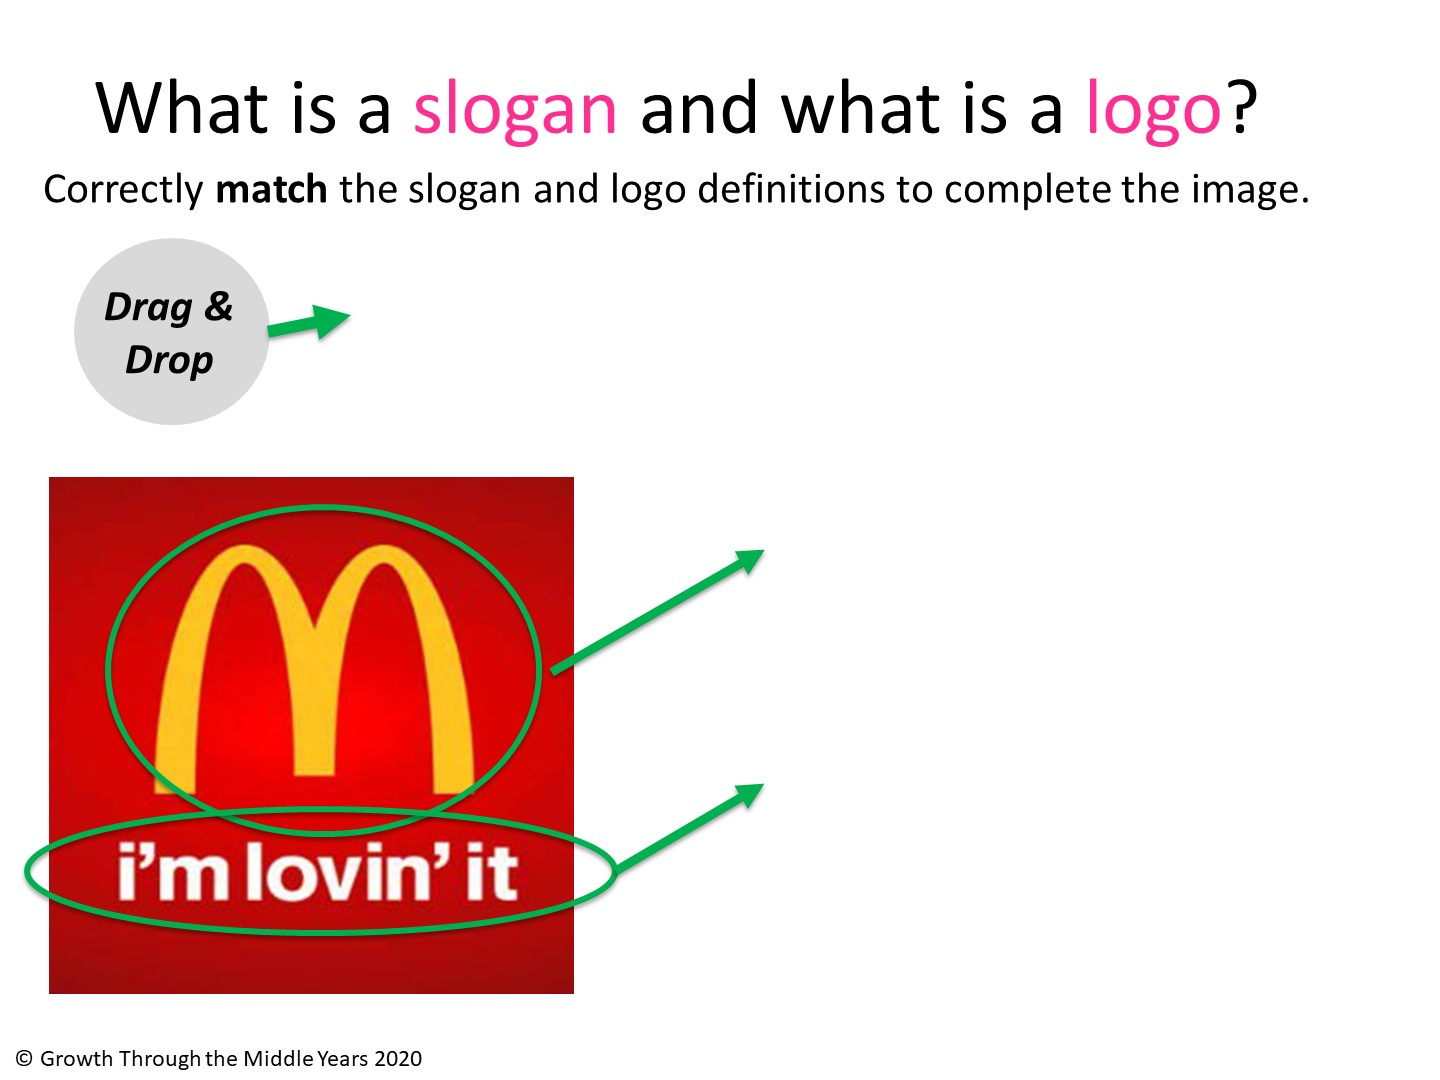 What is a slogan and what is a logo?
Correctly match the slogan and logo definitions to complete the image.
Drag &
Drop
i’m lovin’ it
© Growth Through the Middle Years 2020